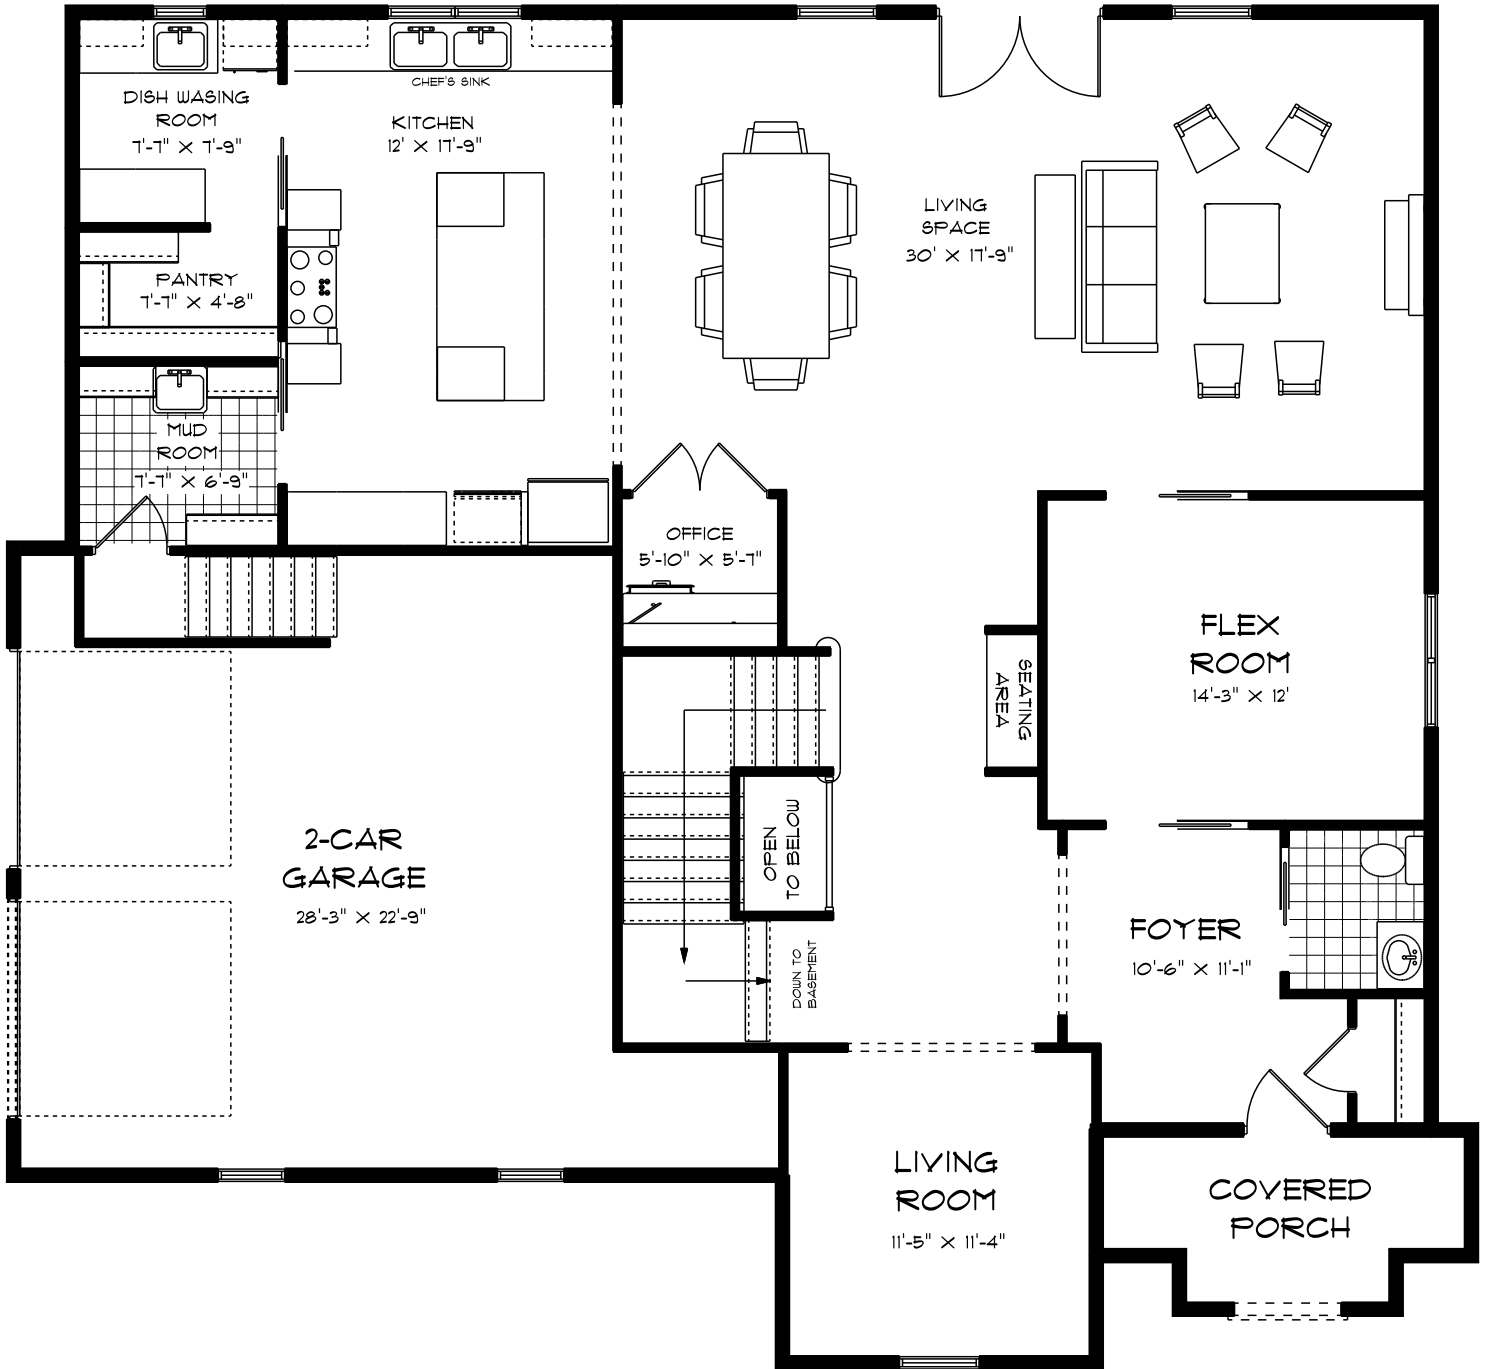 CHEF'S SINK
DISH WASING
ROOM
7'-7" X 7'-9"
KITCHEN
12' X 17'-9"
LIVING
SPACE
30' X 17'-9"
PANTRY
7'-7" X 4'-8"
MUD
ROOM
7'-7" X 6'-9"
OFFICE
5'-10" X 5'-7"
FLEX
ROOM
14'-3" X 12'
SEATING
AREA
2-CAR
GARAGE
28'-3" X 22'-9"
OPEN
TO BELOW
FOYER
10'-6" X 11'-1"
DOWN TO
BASEMENT
LIVING
ROOM
11'-5" X 11'-4"
COVERED
PORCH